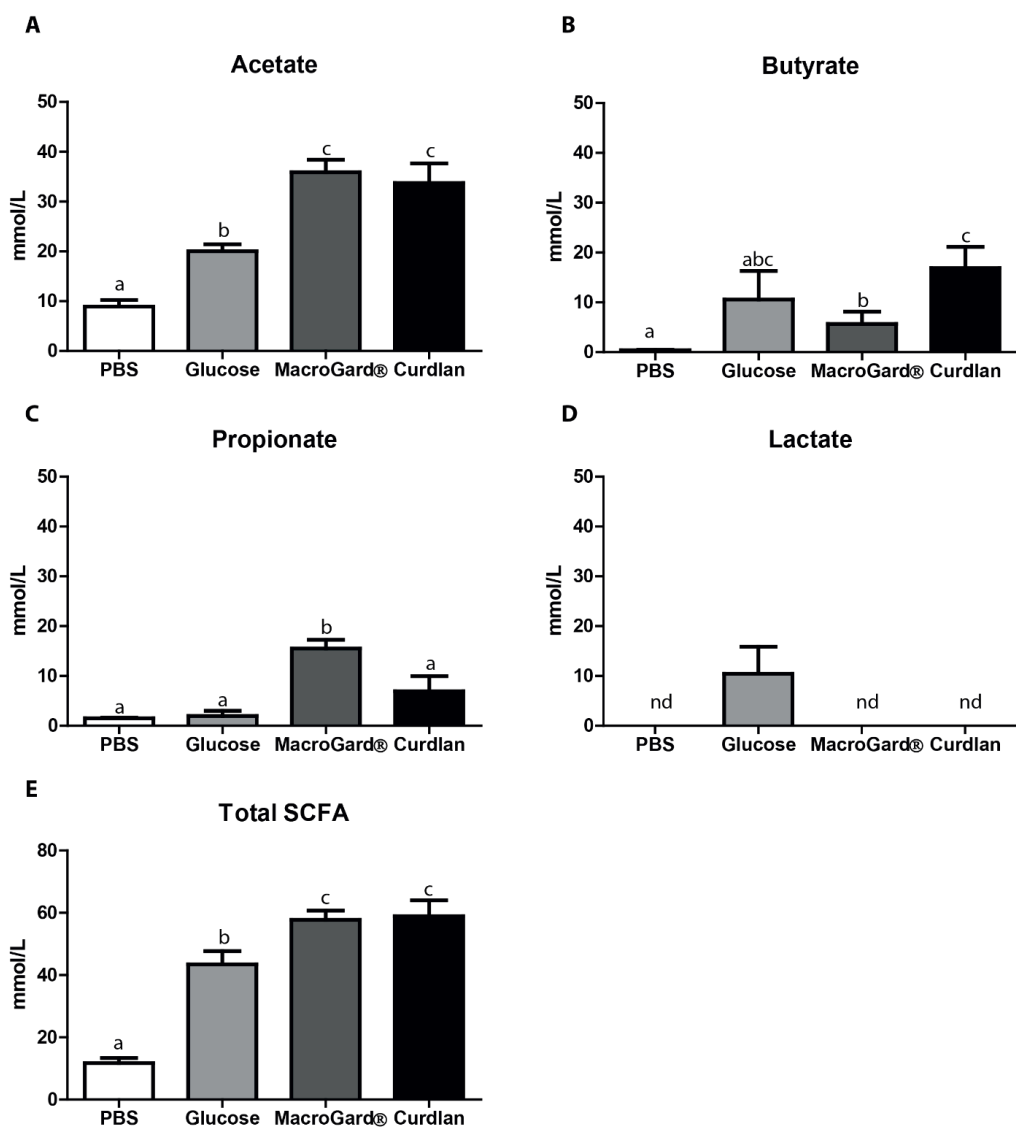 A
Acetate
50
40
30
20
10
0
mmol/L
a
b
c
c
PBS Glucose MacroGard® Curdlan
B
Butyrate
50
40
30
20
10
0
mmol/L
a
abc
b
c
PBS Glucose MacroGard® Curdlan
C
Propionate
50
40
30
20
10
0
mmol/L
a
a
b
a
PBS Glucose MacroGard® Curdlan
D
Lactate
50
40
30
20
10
0
mmol/L
nd
nd
nd
PBS Glucose MacroGard® Curdlan
E
Total SCFA
80
60
40
20
0
mmol/L
a
b
c
c
PBS Glucose MacroGard® Curdlan